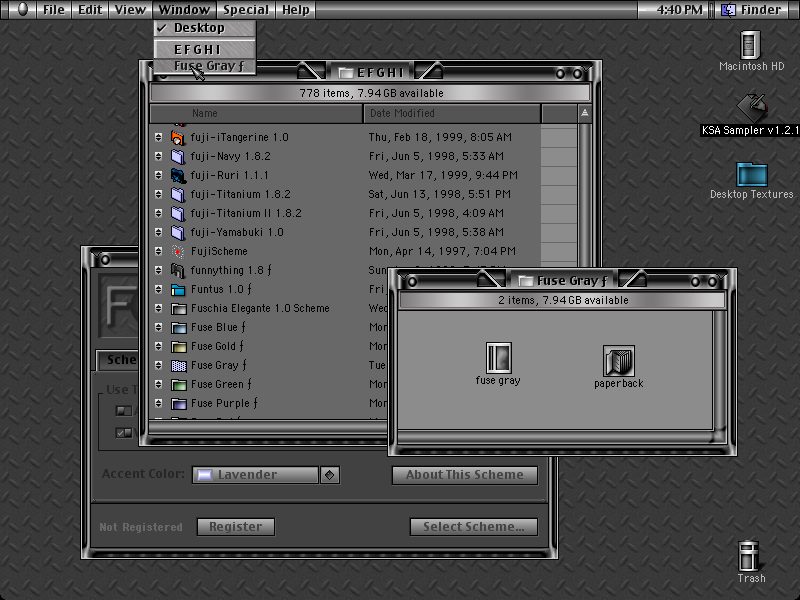 File Edit View Window Special Help 4:40 PM Finder
✓ Desktop
E F G H I
Fuse Gray ƒ
E F G H I
778 items, 7.94 GB available
Name Date Modified
fuji-iTangerine 1.0 Thu, Feb 18, 1999, 8:05 AM
fuji-Navy 1.8.2 Fri, Jun 5, 1998, 5:33 AM
fuji-Ruri 1.1.1 Wed, Mar 17, 1999, 9:44 PM
fuji-Titanium 1.8.2 Sat, Jun 13, 1998, 5:51 PM
fuji-Titanium II 1.8.2 Fri, Jun 5, 1998, 4:09 AM
fuji-Yamabuki 1.0 Fri, Jun 5, 1998, 5:38 AM
FujiScheme Mon, Apr 14, 1997, 7:04 PM
funnything 1.8 ƒ Sun
Funtus 1.0 ƒ Fri
Fuschia Elegante 1.0 Scheme Wed
Fuse Blue ƒ Mon
Fuse Gold ƒ Mon
Fuse Gray ƒ Tue
Fuse Green ƒ Mon
Fuse Purple ƒ Mon
Fuse Gray ƒ
2 items, 7.94 GB available
fuse gray
paperback
Sche
Use T
Accent Color: Lavender About This Scheme
Not Registered Register Select Scheme...
Macintosh HD
KSA Sampler v1.2.1
Desktop Textures
Trash